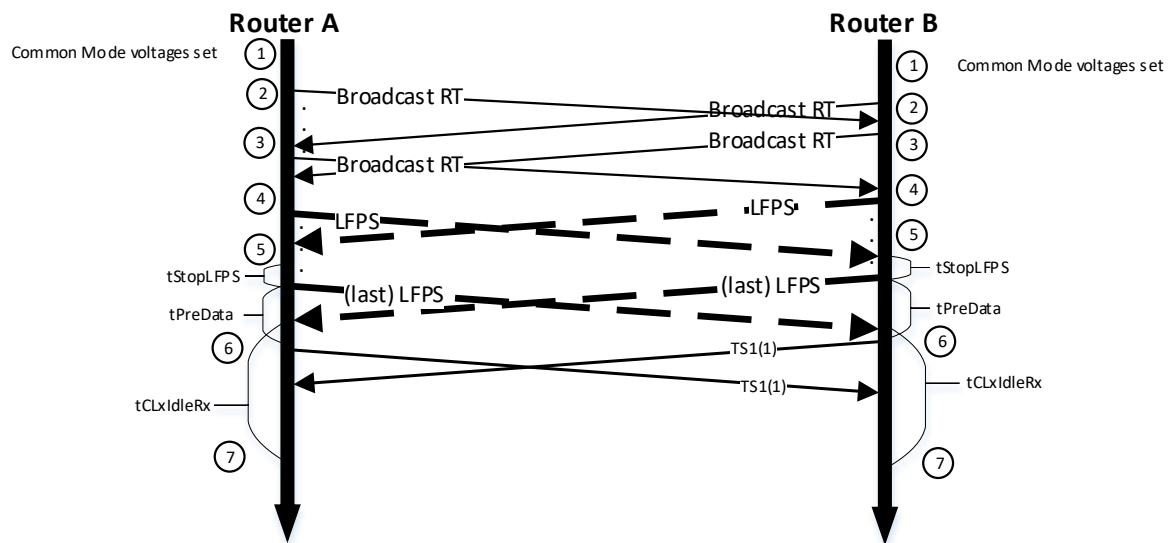 Router A
Router B
Common Mode voltages set
1
1
Common Mode voltages set
2
Broadcast RT
Broadcast RT
2
3
Broadcast RT
3
Broadcast RT
4
4
LFPS
LFPS
5
5
tStopLFPS
tStopLFPS
(last) LFPS
(last) LFPS
tPreData
tPreData
6
TS1(1)
6
TS1(1)
tCLxIdleRx
tCLxIdleRx
7
7